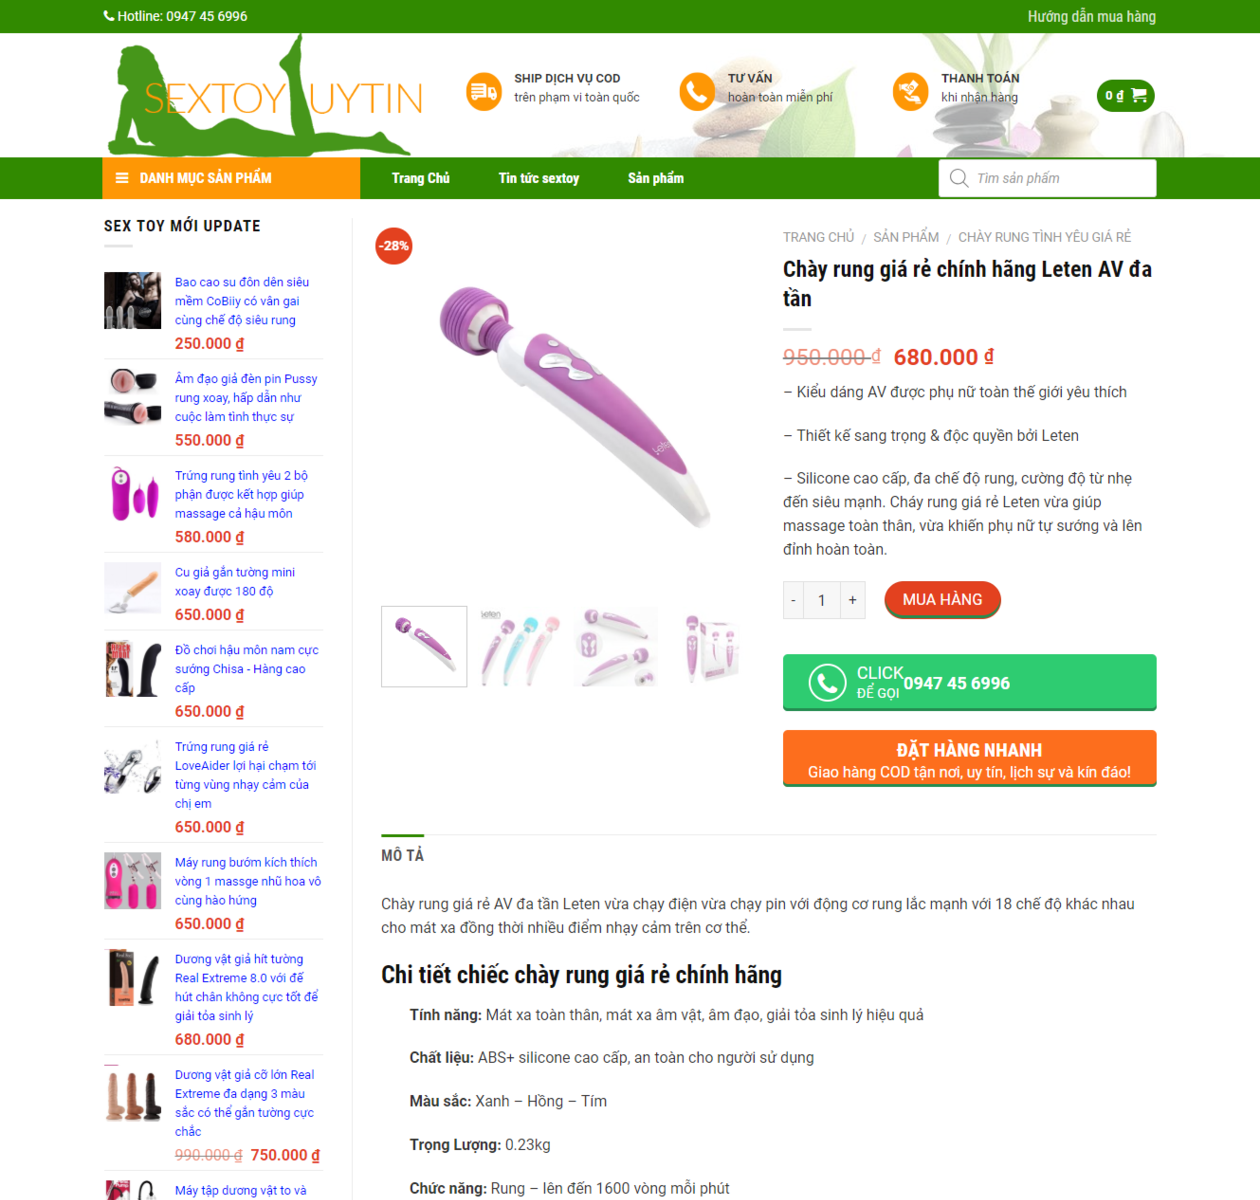 Hotline: 0947 45 6996
Hướng dẫn mua hàng
SEXTOY UYTIN
SHIP DỊCH VỤ COD
trên phạm vi toàn quốc
TƯ VẤN
hoàn toàn miễn phí
THANH TOÁN
khi nhận hàng
0 ₫
DANH MỤC SẢN PHẨM
Trang Chủ
Tin tức sextoy
Sản phẩm
Tìm sản phẩm
SEX TOY MỚI UPDATE
Bao cao su đôn dên siêu
mềm CoBiiy có vân gai
cùng chế độ siêu rung
250.000 ₫
Âm đạo giả đèn pin Pussy
rung xoay, hấp dẫn như
cuộc làm tình thực sự
550.000 ₫
Trứng rung tình yêu 2 bộ
phận được kết hợp giúp
massage cả hậu môn
580.000 ₫
Cu giả gắn tường mini
xoay được 180 độ
650.000 ₫
Đồ chơi hậu môn nam cực
sướng Chisa - Hàng cao
cấp
650.000 ₫
Trứng rung giá rẻ
LoveAider lợi hại chạm tới
từng vùng nhạy cảm của
chị em
650.000 ₫
Máy rung bướm kích thích
vòng 1 massge nhũ hoa vô
cùng hào hứng
650.000 ₫
Dương vật giả hít tường
Real Extreme 8.0 với đế
hút chân không cực tốt để
giải tỏa sinh lý
680.000 ₫
Dương vật giả cỡ lớn Real
Extreme đa dạng 3 màu
sắc có thể gắn tường cực
chắc
990.000 ₫ 750.000 ₫
Máy tập dương vật to và
-28%
leten
leten
TRANG CHỦ / SẢN PHẨM / CHÀY RUNG TÌNH YÊU GIÁ RẺ
Chày rung giá rẻ chính hãng Leten AV đa
tần
950.000 ₫ 680.000 ₫
– Kiểu dáng AV được phụ nữ toàn thế giới yêu thích
– Thiết kế sang trọng & độc quyền bởi Leten
– Silicone cao cấp, đa chế độ rung, cường độ từ nhẹ
đến siêu mạnh. Cháy rung giá rẻ Leten vừa giúp
massage toàn thân, vừa khiến phụ nữ tự sướng và lên
đỉnh hoàn toàn.
- 1 +
MUA HÀNG
CLICK
ĐỂ GỌI
0947 45 6996
ĐẶT HÀNG NHANH
Giao hàng COD tận nơi, uy tín, lịch sự và kín đáo!
MÔ TẢ
Chày rung giá rẻ AV đa tần Leten vừa chạy điện vừa chạy pin với động cơ rung lắc mạnh với 18 chế độ khác nhau
cho mát xa đồng thời nhiều điểm nhạy cảm trên cơ thể.
Chi tiết chiếc chày rung giá rẻ chính hãng
Tính năng: Mát xa toàn thân, mát xa âm vật, âm đạo, giải tỏa sinh lý hiệu quả
Chất liệu: ABS+ silicone cao cấp, an toàn cho người sử dụng
Màu sắc: Xanh – Hồng – Tím
Trọng Lượng: 0.23kg
Chức năng: Rung – lên đến 1600 vòng mỗi phút